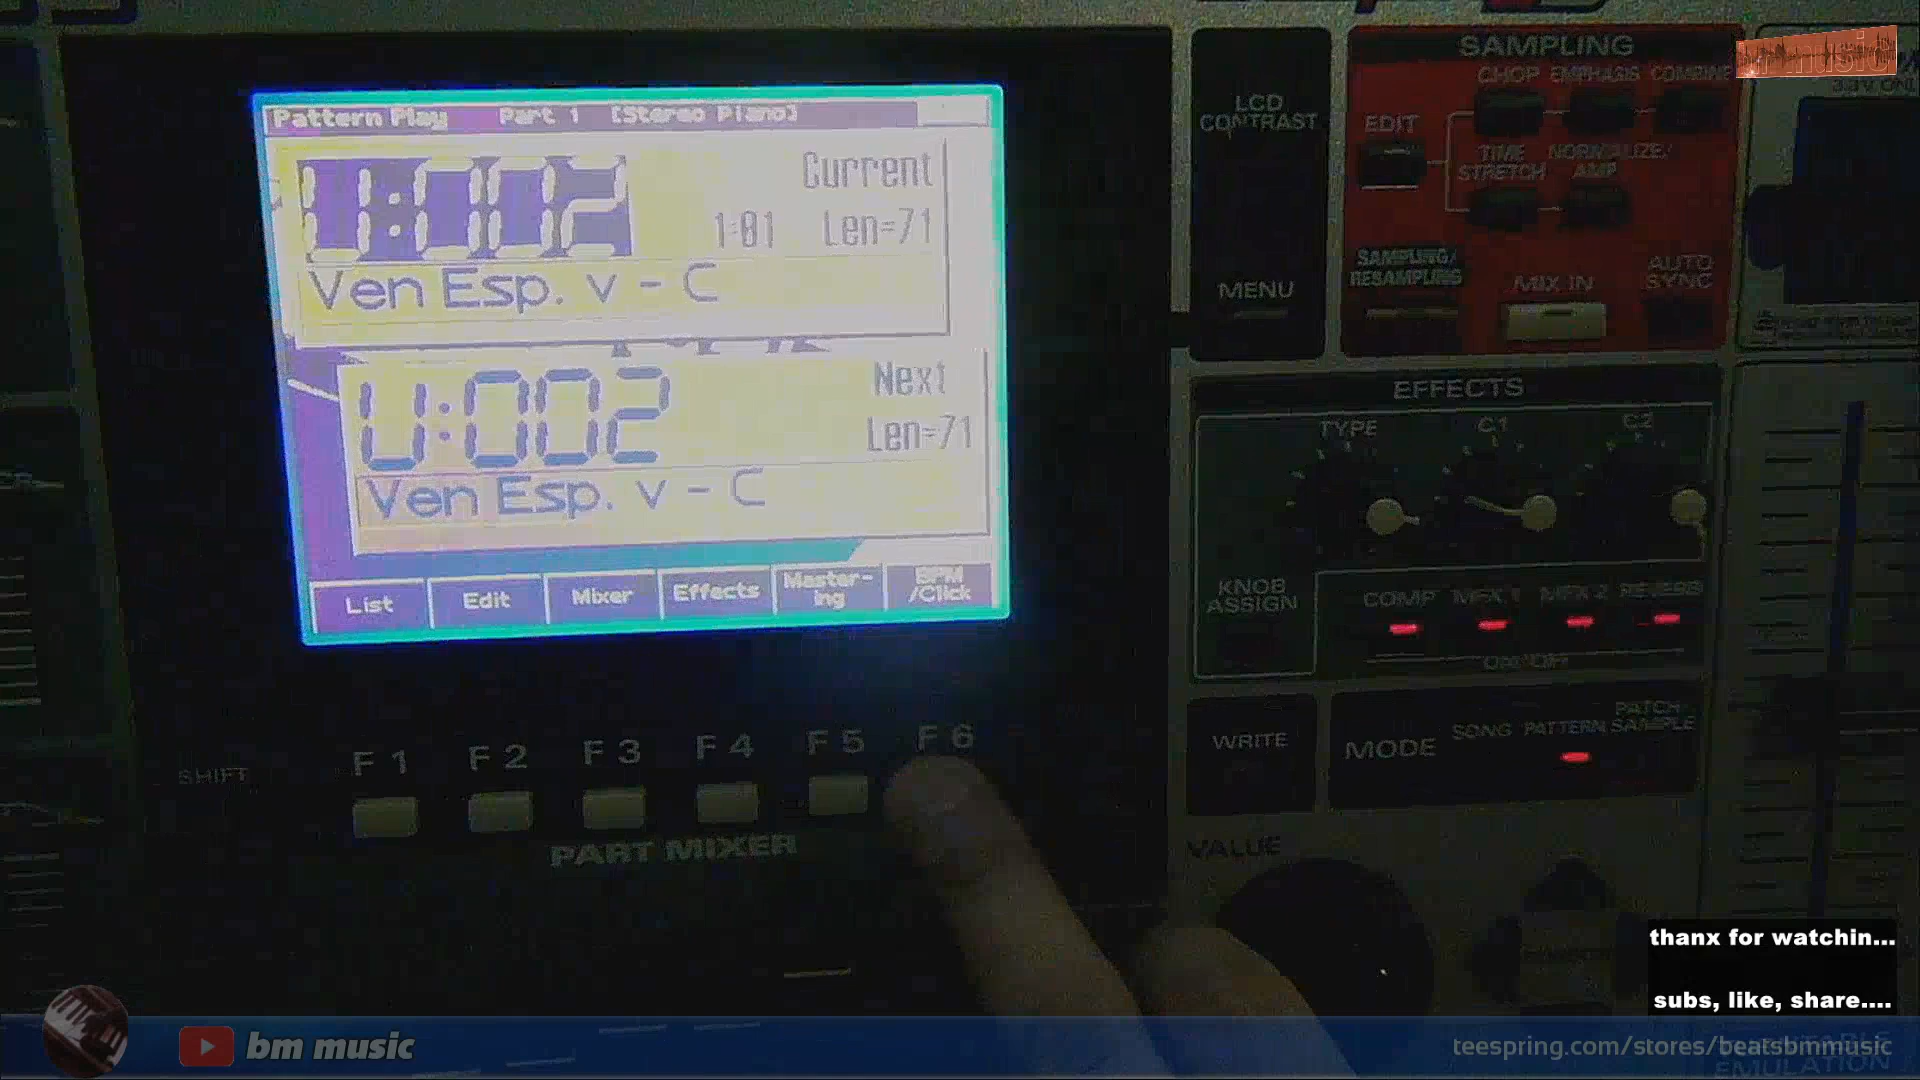 Pattern Play Part 1 [Stereo Piano]
U:002 Current
1:01 Len=71
Ven Esp. v - C
U:002 Next
Len=71
Ven Esp. v - C
List Edit Mixer Effects Master-ing BPM/Click
SHIFT F1 F2 F3 F4 F5 F6
PART MIXER
LCD CONTRAST
MENU
SAMPLING
CHOP EMPHASIS COMBINE
EDIT
TIME STRETCH NORMALIZE/AMP
SAMPLING/RESAMPLING MIX IN AUTO SYNC
EFFECTS
TYPE C1 C2
KNOB ASSIGN COMP MFX 1 MFX 2 REVERB
ON/OFF
WRITE MODE SONG PATTERN PATCH/SAMPLE
VALUE
thanx for watchin...
subs, like, share....
bm music
teespring.com/stores/beatsbmmusic
EMULATION